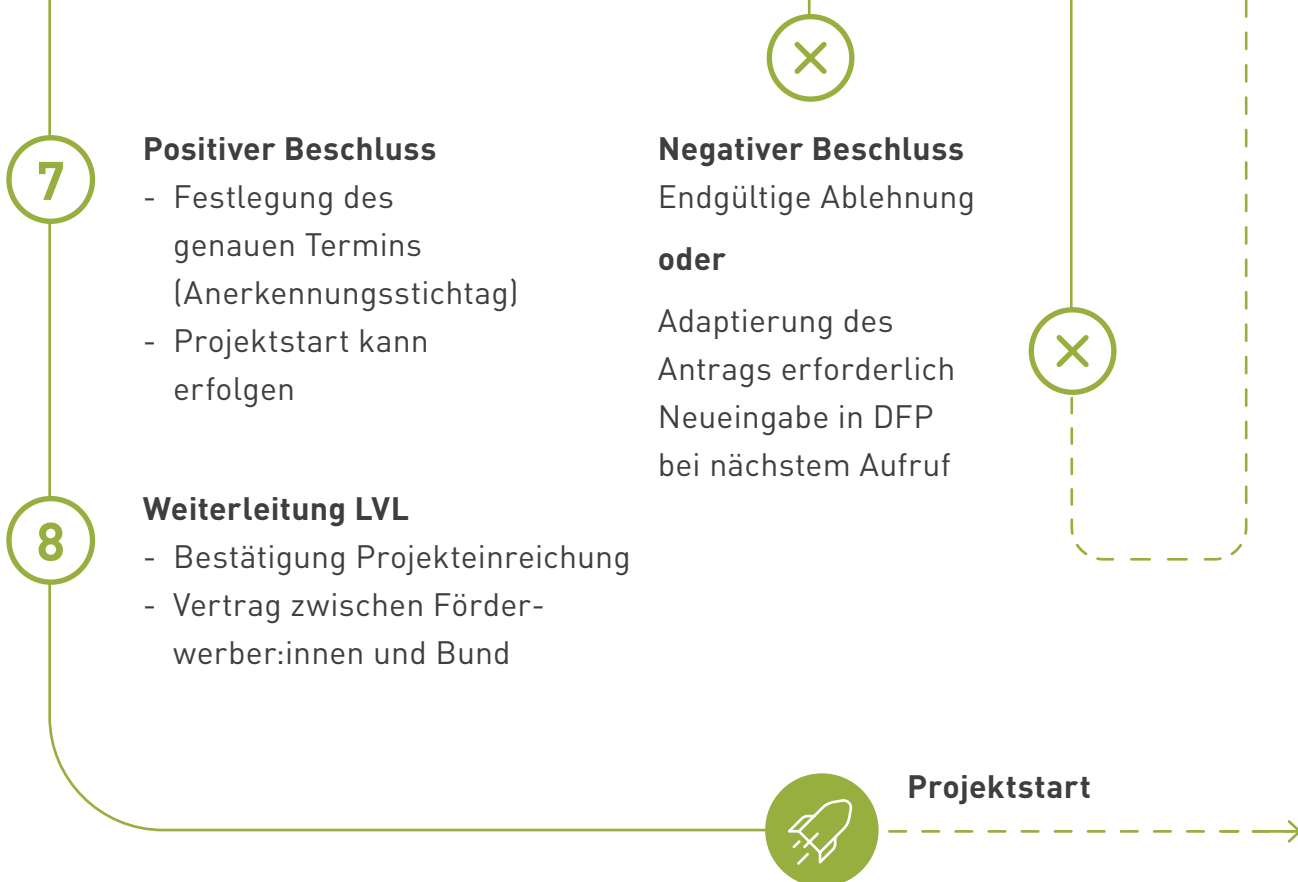 7
Positiver Beschluss
- Festlegung des
genauen Termins
(Anerkennungsstichtag)
- Projektstart kann
erfolgen
Negativer Beschluss
Endgültige Ablehnung
oder
Adaptierung des
Antrags erforderlich
Neueingabe in DFP
bei nächstem Aufruf
8
Weiterleitung LVL
- Bestätigung Projekteinreichung
- Vertrag zwischen Förder-
werber:innen und Bund
Projektstart